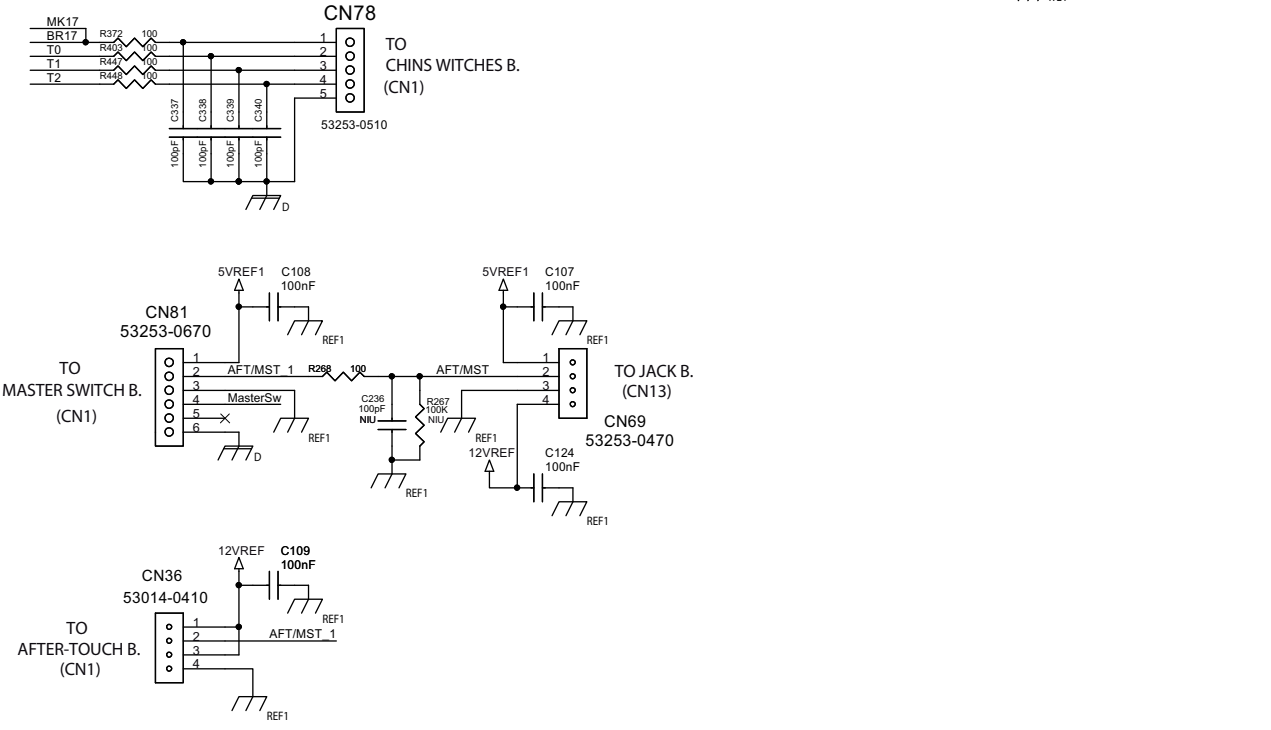 CN78
MK17
BR17
T0
T1
T2
R372 100
R403 100
R447 100
R448 100
1
2
3
4
5
TO
CHINS WITCHES B.
(CN1)
53253-0510
C337
C338
C339
C340
100pF
100pF
100pF
100pF
D
5VREF1
C108
100nF
REF1
CN81
53253-0670
TO
MASTER SWITCH B.
(CN1)
1
2
3
4
5
6
AFT/MST_1
MasterSw
REF1
D
R268 100
C236
100pF
NIU
R267
100K
NIU
REF1
AFT/MST
5VREF1
C107
100nF
REF1
1
2
3
4
TO JACK B.
(CN13)
CN69
53253-0470
REF1
12VREF
C124
100nF
REF1
12VREF
C109
100nF
REF1
CN36
53014-0410
TO
AFTER-TOUCH B.
(CN1)
1
2
3
4
AFT/MST_1
REF1